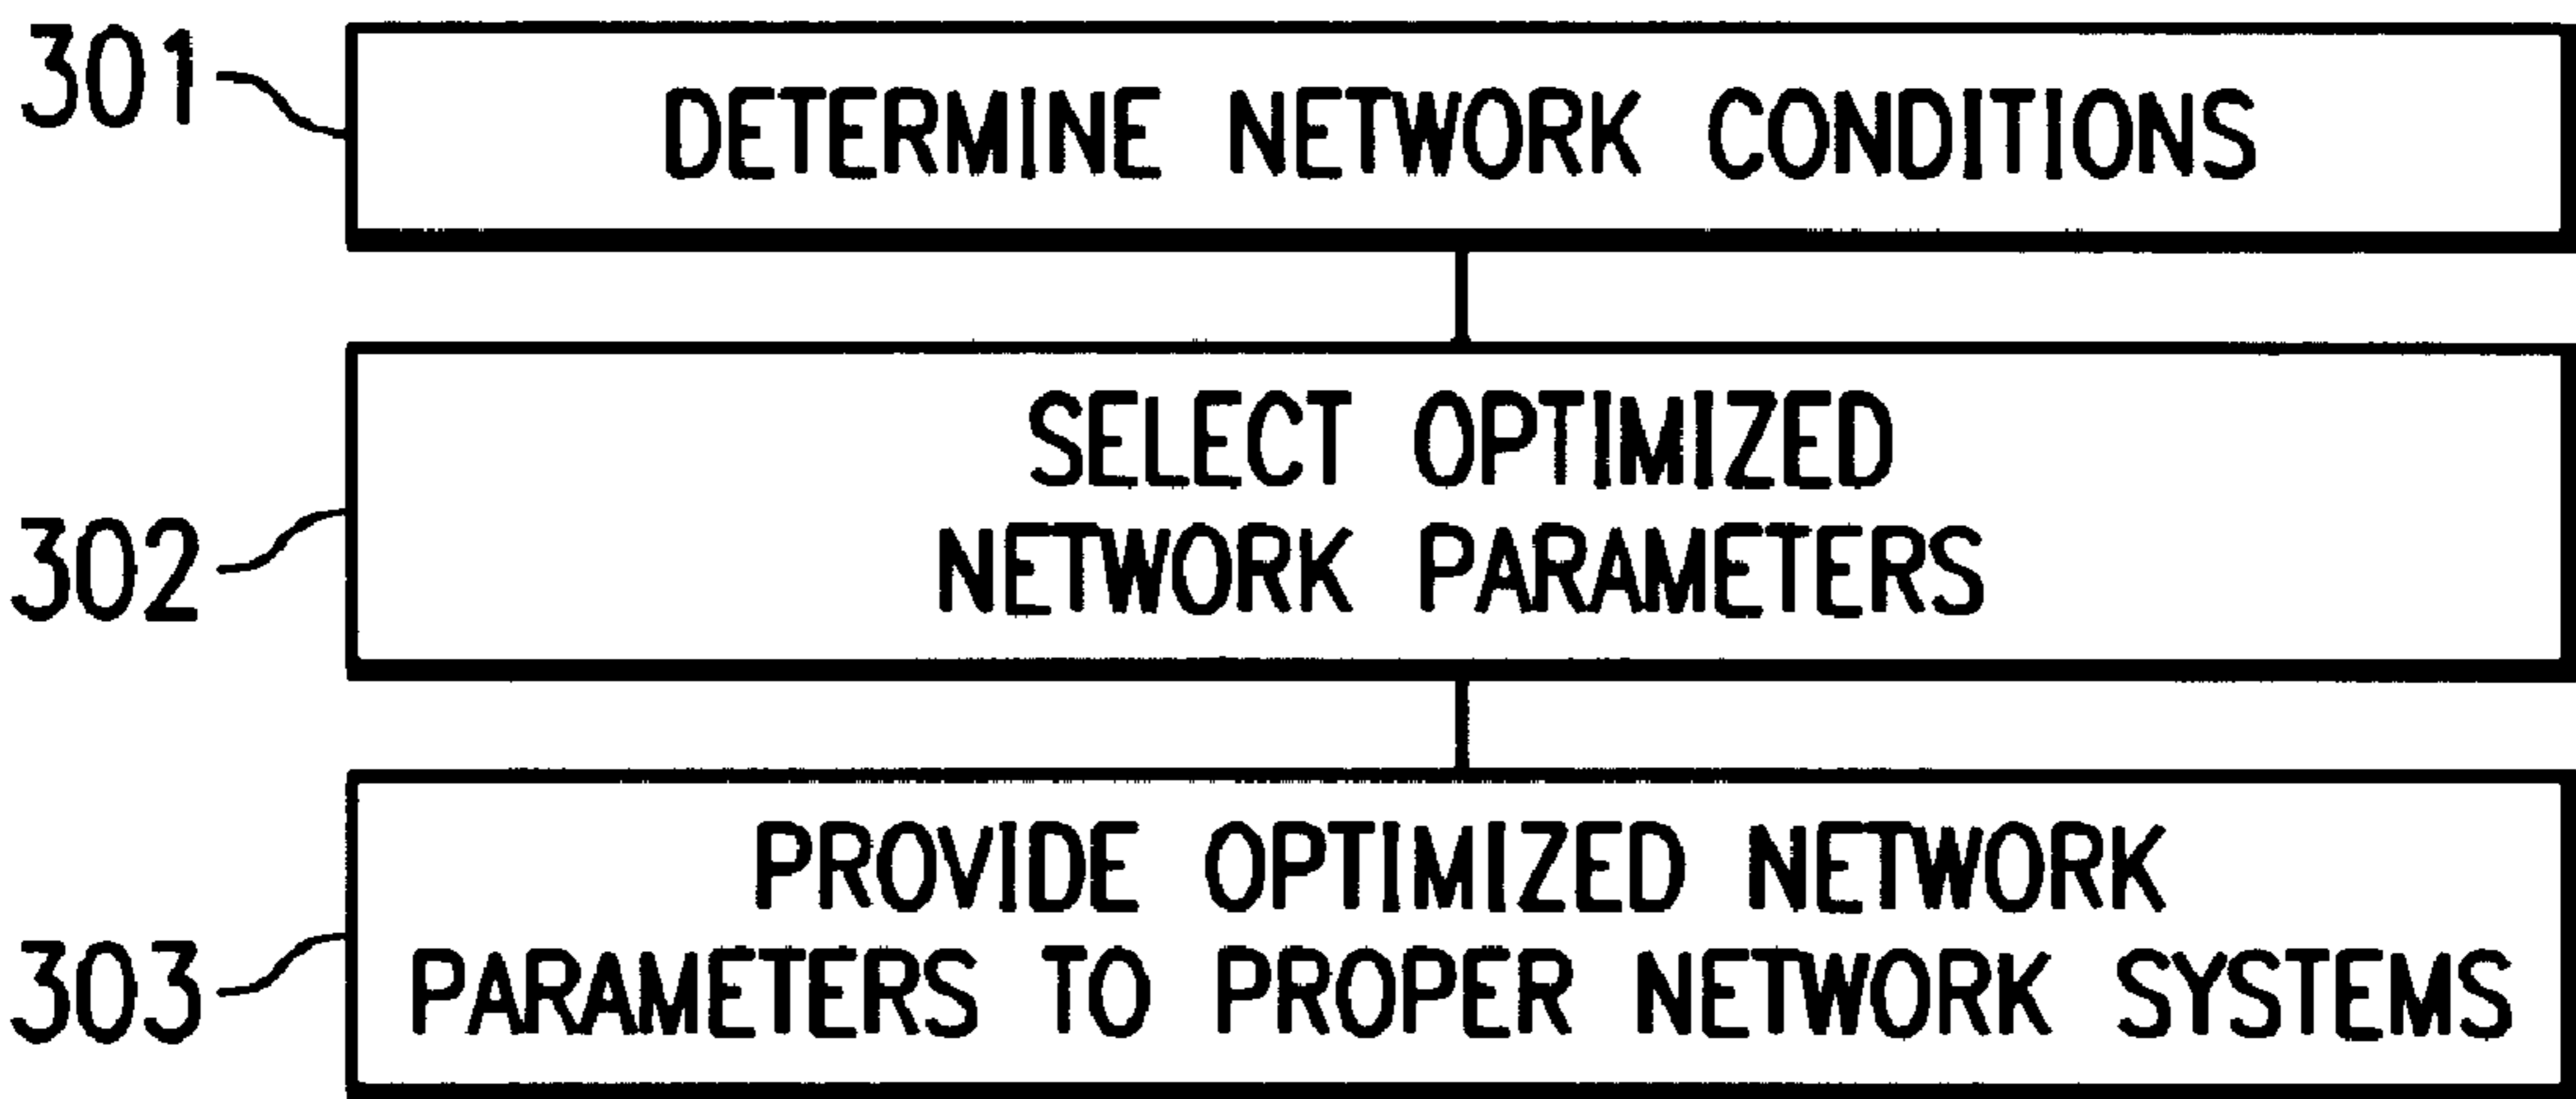 301
DETERMINE NETWORK CONDITIONS
302
SELECT OPTIMIZED
NETWORK PARAMETERS
303
PROVIDE OPTIMIZED NETWORK
PARAMETERS TO PROPER NETWORK SYSTEMS